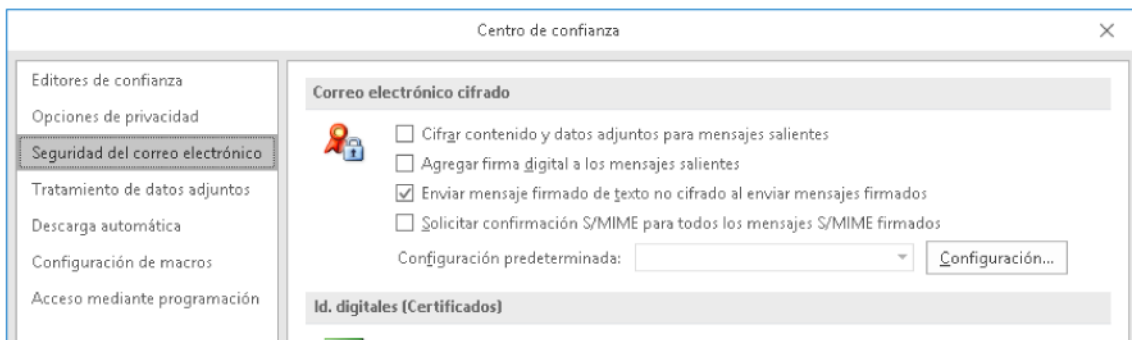 Centro de confianza
Editores de confianza
Opciones de privacidad
Seguridad del correo electrónico
Tratamiento de datos adjuntos
Descarga automática
Configuración de macros
Acceso mediante programación
Correo electrónico cifrado
Cifrar contenido y datos adjuntos para mensajes salientes
Agregar firma digital a los mensajes salientes
Enviar mensaje firmado de texto no cifrado al enviar mensajes firmados
Solicitar confirmación S/MIME para todos los mensajes S/MIME firmados
Configuración predeterminada: Configuración...
Id. digitales (Certificados)